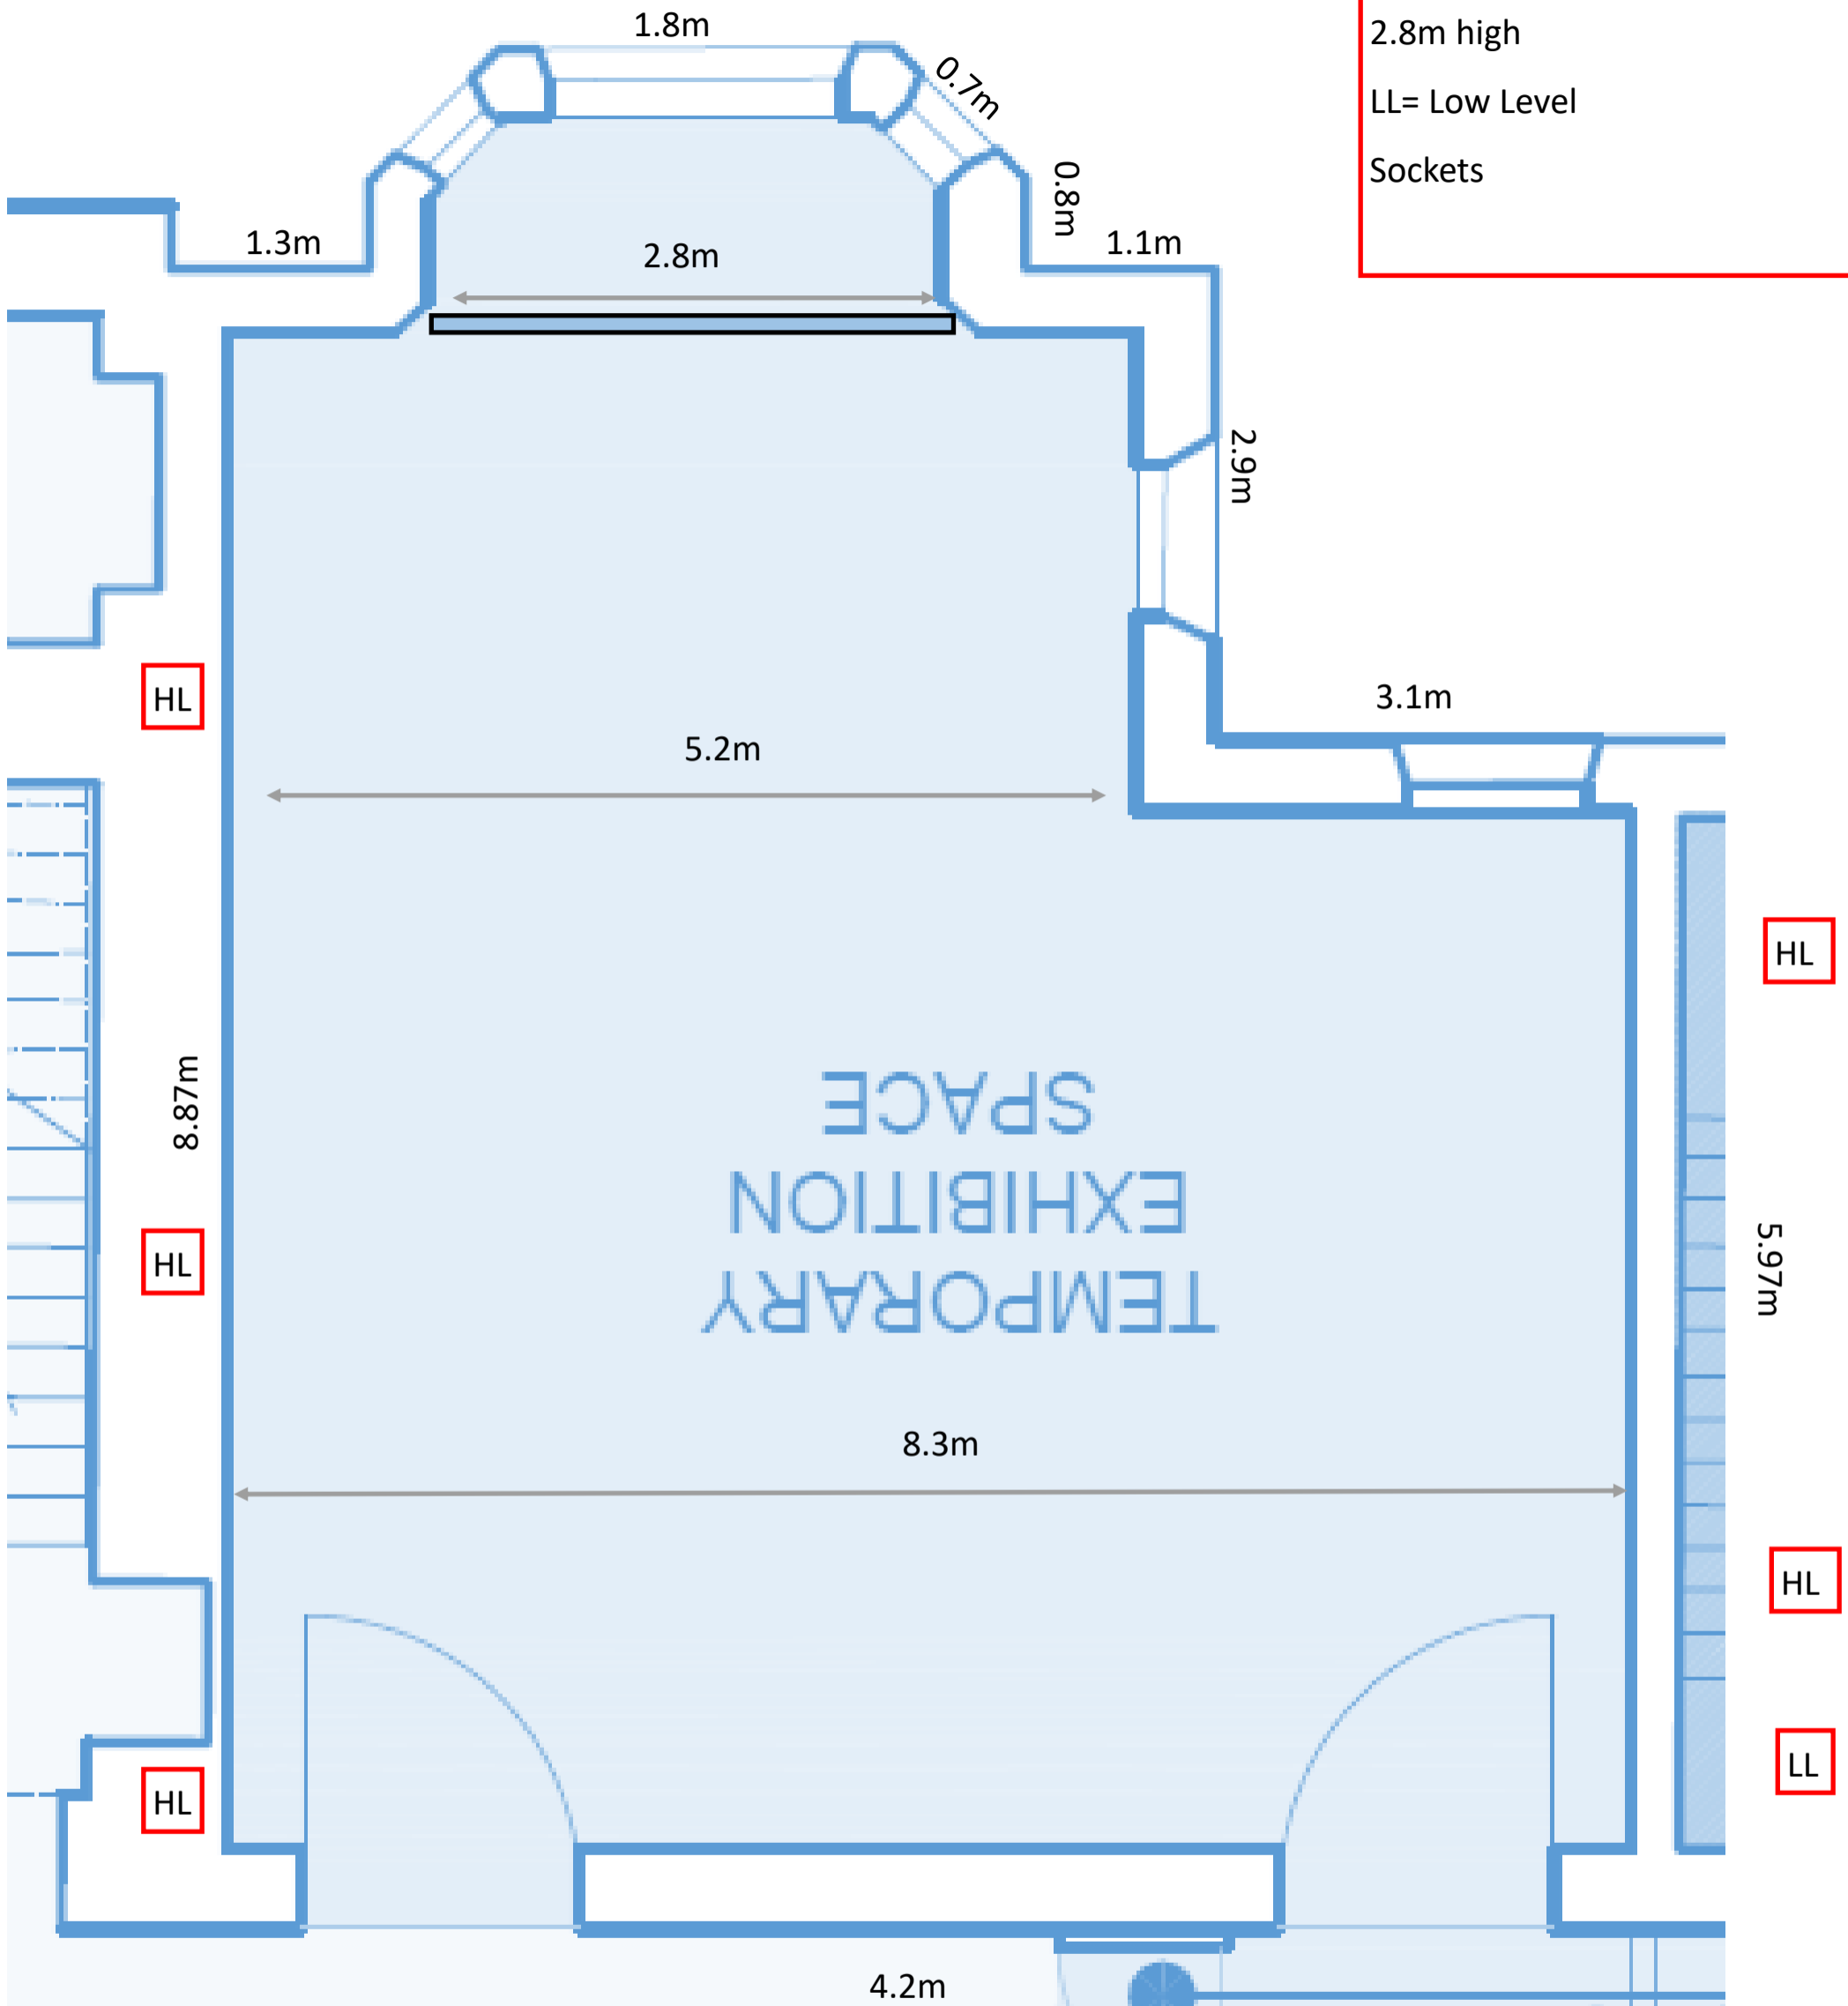 1.8m
2.8m high
0.7m
LL= Low Level
Sockets
0.8m
1.3m
2.8m
1.1m
2.9m
HL
3.1m
5.2m
HL
8.87m
TEMPORARY
EXHIBITION
SPACE
HL
5.97m
8.3m
HL
LL
HL
4.2m